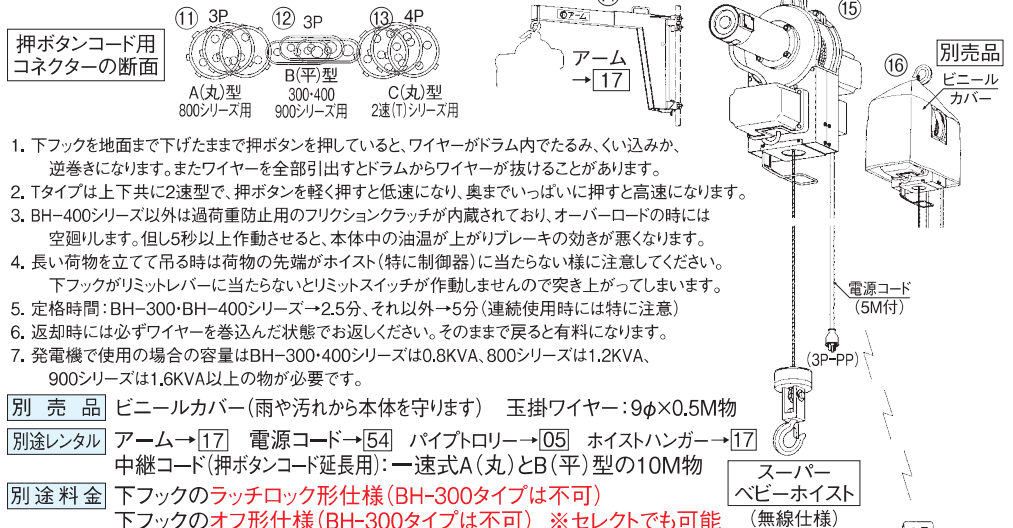 押ボタンコード用
コネクターの断面
⑪ 3P
A(丸)型
800シリーズ用
⑫ 3P
B(平)型
300・400
900シリーズ用
⑬ 4P
C(丸)型
2速(T)シリーズ用
アーム
アーム
→17
⑮
⑯
別売品
ビニール
カバー
1. 下フックを地面まで下げたままで押ボタンを押していると、ワイヤーがドラム内でたるみ、くい込みか、
逆巻きになります。またワイヤーを全部引出すとドラムからワイヤーが抜けることがあります。
2. Tタイプは上下共に2速型で、押ボタンを軽く押すと低速になり、奥までいっぱいに押すと高速になります。
3. BH-400シリーズ以外は過荷重防止用のフリクションクラッチが内蔵されており、オーバーロードの時には
空廻りします。但し5秒以上作動させると、本体中の油温が上がりブレーキの効きが悪くなります。
4. 長い荷物を立てて吊る時は荷物の先端がホイスト(特に制御器)に当たらない様に注意してください。
下フックがリミットレバーに当たらないとリミットスイッチが作動しませんので突き上がってしまいます。
5. 定格時間:BH-300・BH-400シリーズ→2.5分、それ以外→5分(連続使用時には特に注意)
6. 返却時には必ずワイヤーを巻込んだ状態でお返しください。そのままで戻ると有料になります。
7. 発電機で使用の場合の容量はBH-300・400シリーズは0.8KVA、800シリーズは1.2KVA、
900シリーズは1.6KVA以上の物が必要です。
電源コード
(5M付)
(3P-PP)
別売品 ビニールカバー(雨や汚れから本体を守ります) 玉掛ワイヤー:9φ×0.5M物
別途レンタル アーム→17 電源コード→54 パイプトロリー→05 ホイストハンガー→17
中継コード(押ボタンコード延長用):一速式A(丸)とB(平)型の10M物
別途料金 下フックのラッチロック形仕様(BH-300タイプは不可)
下フックのオフ形仕様(BH-300タイプは不可) ※セレクトでも可能
スーパー
ベビーホイスト
(無線仕様)